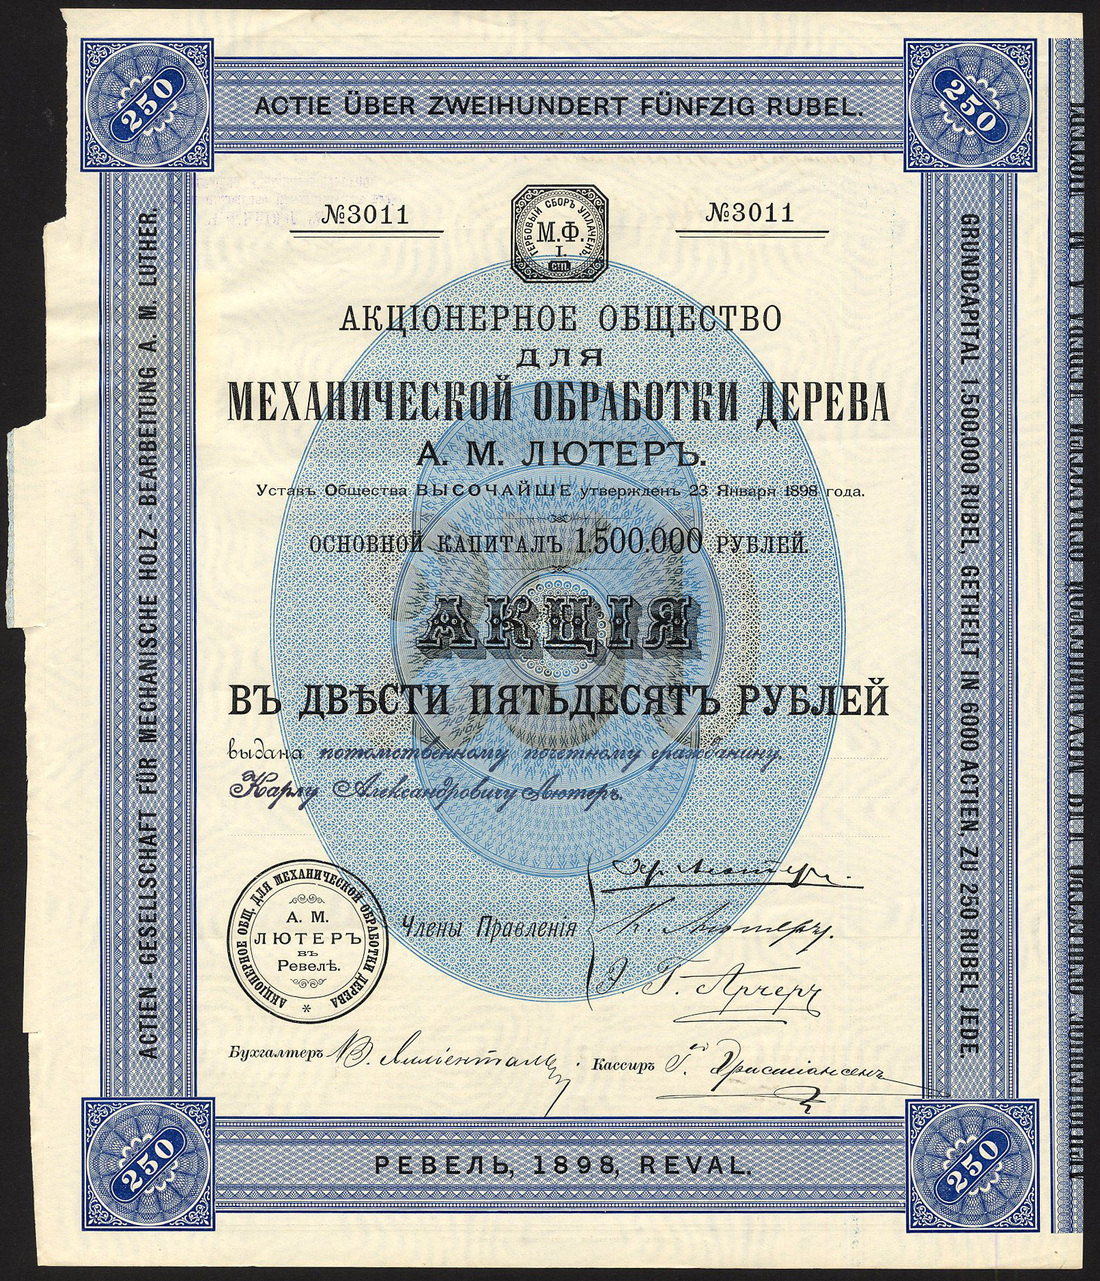 250
ACTIE ÜBER ZWEIHUNDERT FÜNFZIG RUBEL.
250
№3011
№3011
ГЕРБОВЫЙ СБОРЪ УПЛАЧЕНЪ
М.Ф.
I.
СПІ.
АКЦІОНЕРНОЕ ОБЩЕСТВО
ДЛЯ
МЕХАНИЧЕСКОЙ ОБРАБОТКИ ДЕРЕВА
А. М. ЛЮТЕРЪ.
Уставъ Общества ВЫСОЧАЙШЕ утвержденъ 23 Января 1898 года.
ОСНОВНОЙ КАПИТАЛЪ 1.500.000 РУБЛЕЙ.
АКЦІЯ
ВЪ ДВѢСТИ ПЯТЬДЕСЯТЪ РУБЛЕЙ
выдана потомственному почетному гражданину
Карлу Александровичу Лютеръ.
ACTIEN-GESELLSCHAFT FÜR MECHANISCHE HOLZ-BEARBEITUNG A. M. LUTHER.
GRUNDCAPITAL 1.500.000 RUBEL, GETHEILT IN 6000 ACTIEN, ZU 250 RUBEL JEDE.
АКЦІОНЕРНОЕ ОБЩ. ДЛЯ МЕХАНИЧЕСКОЙ ОБРАБОТКИ ДЕРЕВА
А. М.
ЛЮТЕРЪ
въ
Ревелѣ.
Члены Правленія
К. Лютеръ.
Бухгалтеръ
Кассиръ Г. Христіансенъ
250
РЕВЕЛЬ, 1898, REVAL.
250